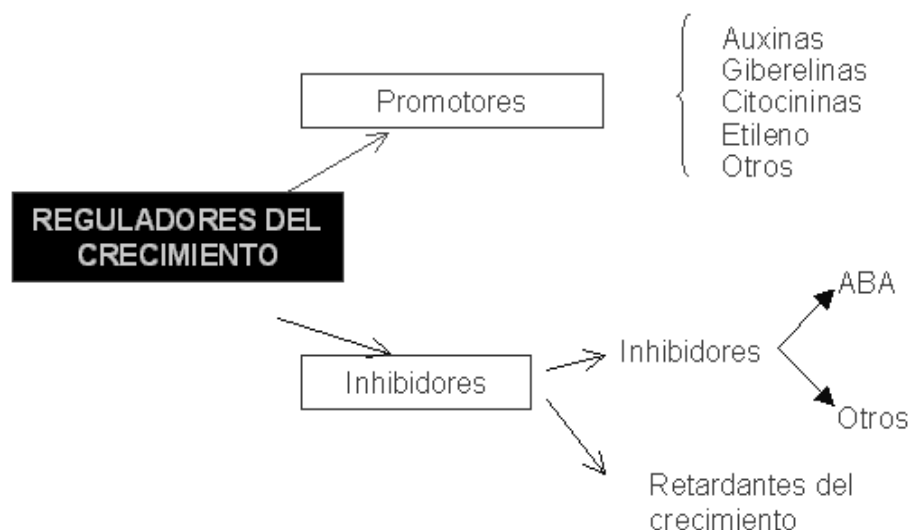 Auxinas
Giberelinas
Citocininas
Etileno
Otros
Promotores
REGULADORES DEL
CRECIMIENTO
ABA
Inhibidores
Inhibidores
Otros
Retardantes del
crecimiento